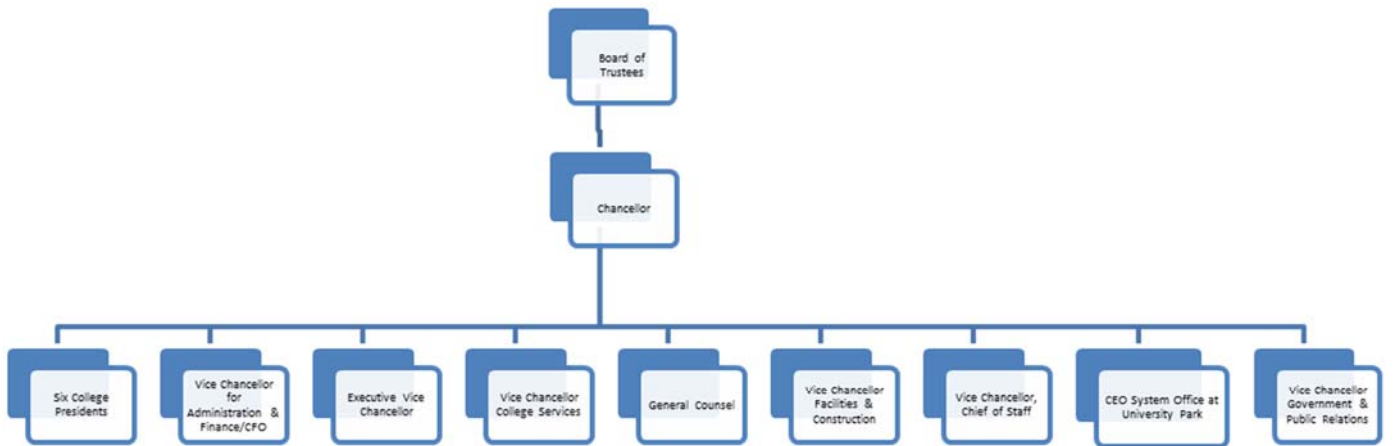 Board of
Trustees
Chancellor
Six College
Presidents
Vice Chancellor
for
Administration &
Finance/CFO
Executive Vice
Chancellor
Vice Chancellor
College Services
General Counsel
Vice Chancellor
Facilities &
Construction
Vice Chancellor,
Chief of Staff
CEO System Office at
University Park
Vice Chancellor
Government &
Public Relations